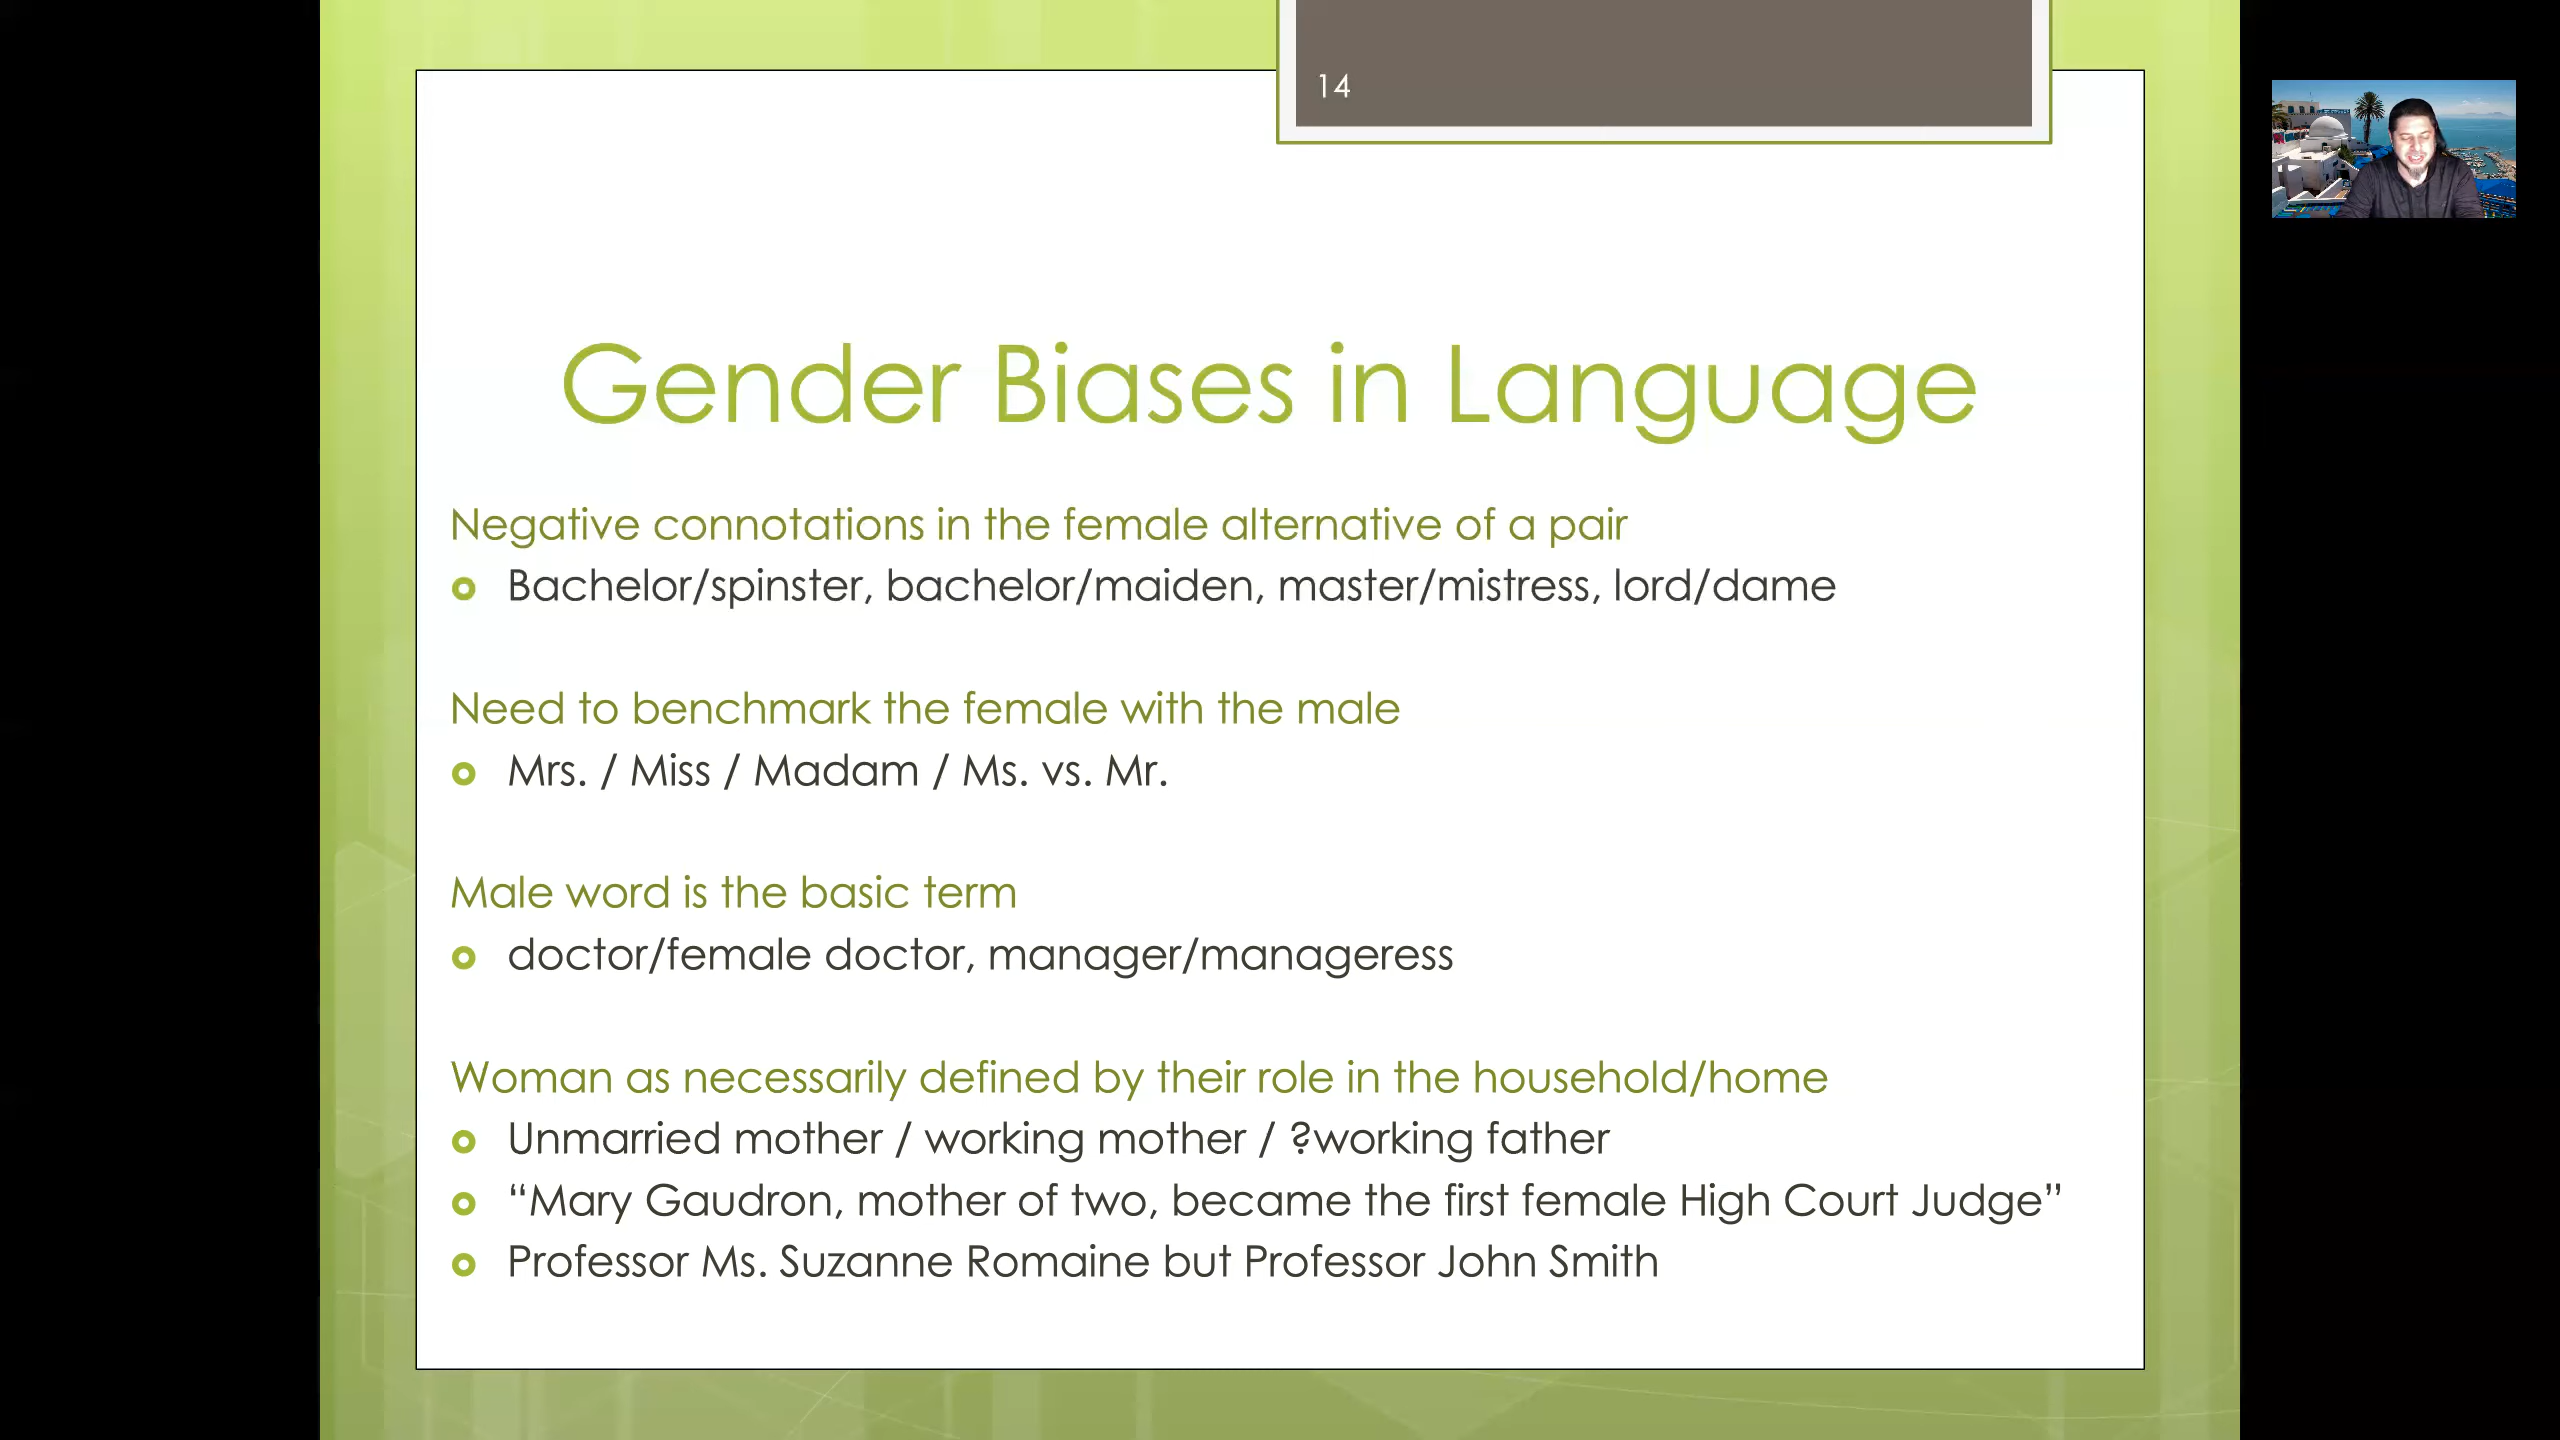 14
Gender Biases in Language
Negative connotations in the female alternative of a pair
Bachelor/spinster, bachelor/maiden, master/mistress, lord/dame
Need to benchmark the female with the male
Mrs. / Miss / Madam / Ms. vs. Mr.
Male word is the basic term
doctor/female doctor, manager/manageress
Woman as necessarily defined by their role in the household/home
Unmarried mother / working mother / ?working father
“Mary Gaudron, mother of two, became the first female High Court Judge”
Professor Ms. Suzanne Romaine but Professor John Smith